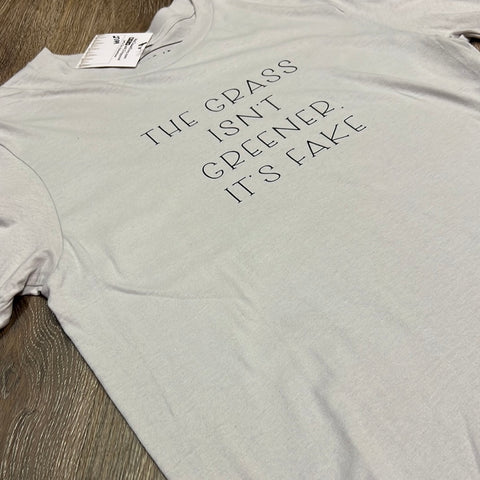 THE GRASS
ISN'T
GREENER.
IT'S FAKE